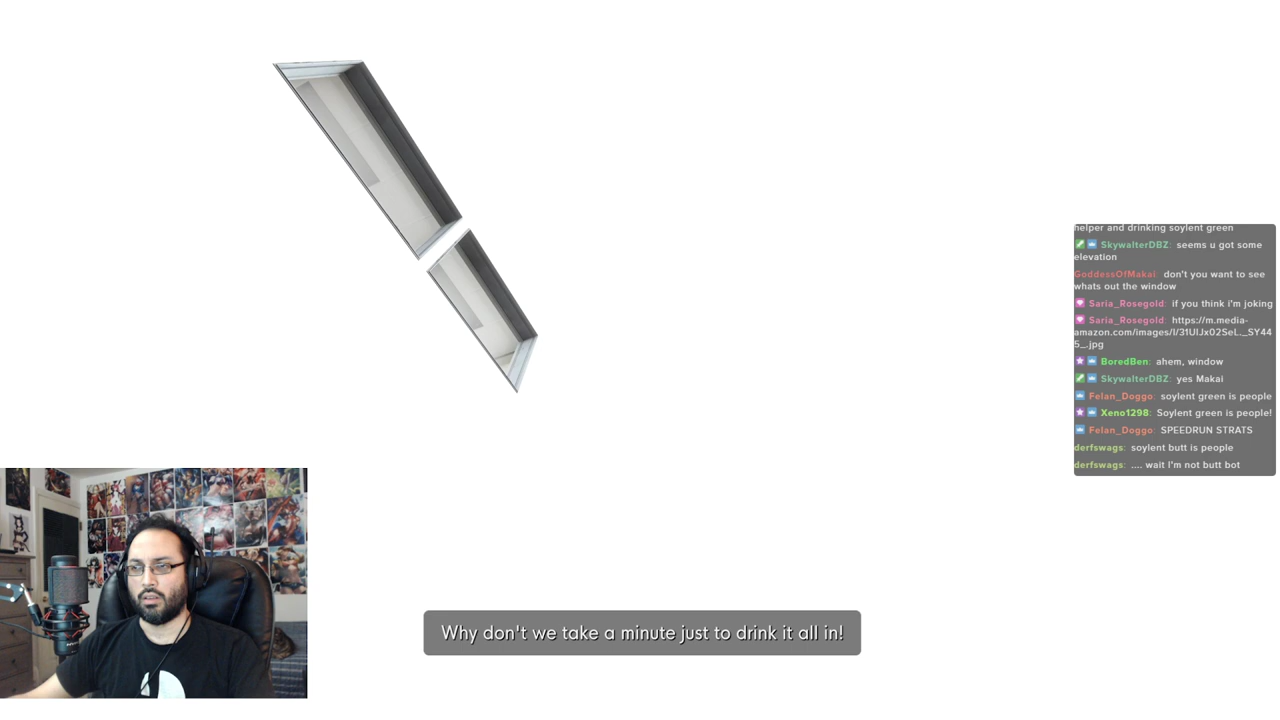 helper and drinking soylent green
SkywalterDBZ: seems u got some
elevation
GoddessOfMakai: don't you want to see
whats out the window
Saria_Rosegold: if you think i'm joking
Saria_Rosegold: https://m.media-
amazon.com/images/I/31UlJx02SeL._SY44
5_.jpg
BoredBen: ahem, window
SkywalterDBZ: yes Makai
Felan_Doggo: soylent green is people
Xeno1298: Soylent green is people!
Felan_Doggo: SPEEDRUN STRATS
derfswags: soylent butt is people
derfswags: .... wait I'm not butt bot
Why don't we take a minute just to drink it all in!